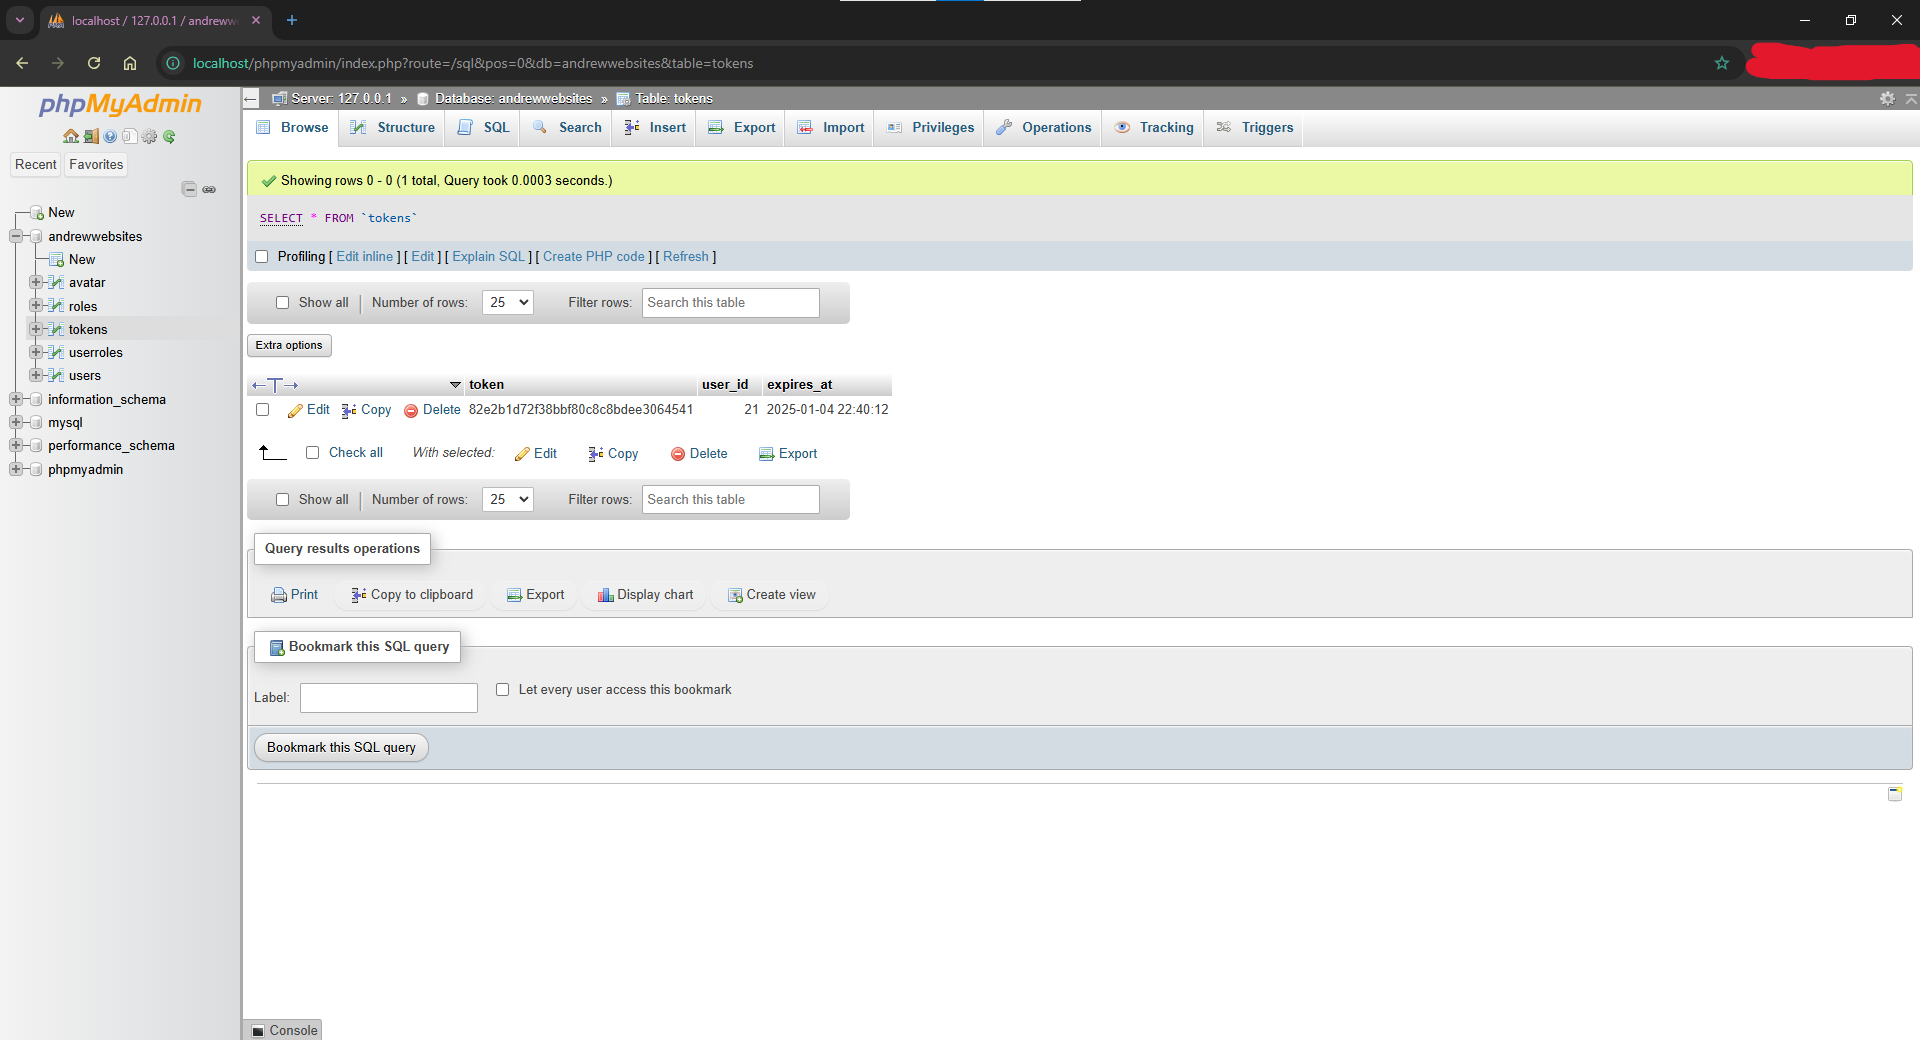 localhost / 127.0.0.1 / andrewwe
localhost/phpmyadmin/index.php?route=/sql&pos=0&db=andrewwebsites&table=tokens
phpMyAdmin
Recent Favorites
New
andrewwebsites
New
avatar
roles
tokens
userroles
users
information_schema
mysql
performance_schema
phpmyadmin
Server: 127.0.0.1 » Database: andrewwebsites » Table: tokens
Browse Structure SQL Search Insert Export Import Privileges Operations Tracking Triggers
Showing rows 0 - 0 (1 total, Query took 0.0003 seconds.)
SELECT * FROM `tokens`
Profiling [ Edit inline ] [ Edit ] [ Explain SQL ] [ Create PHP code ] [ Refresh ]
Show all Number of rows: 25 Filter rows: Search this table
Extra options
token user_id expires_at
Edit Copy Delete 82e2b1d72f38bbf80c8c8bdee3064541 21 2025-01-04 22:40:12
Check all With selected: Edit Copy Delete Export
Show all Number of rows: 25 Filter rows: Search this table
Query results operations
Print Copy to clipboard Export Display chart Create view
Bookmark this SQL query
Label: Let every user access this bookmark
Bookmark this SQL query
Console